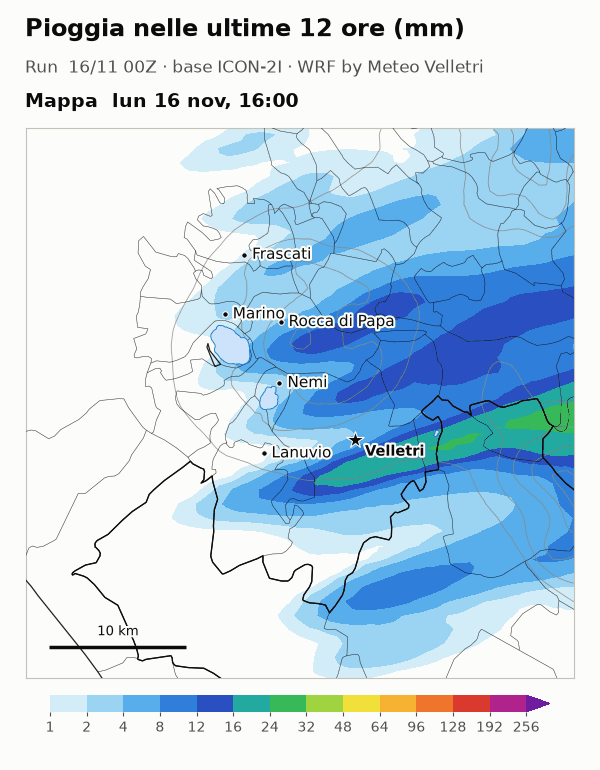 Pioggia nelle ultime 12 ore (mm)
Run 16/11 00Z · base ICON-2I · WRF by Meteo Velletri
Mappa lun 16 nov, 16:00
Frascati
Marino
Rocca di Papa
Nemi
Velletri
Lanuvio
10 km
1 2 4 8 12 16 24 32 48 64 96 128 192 256